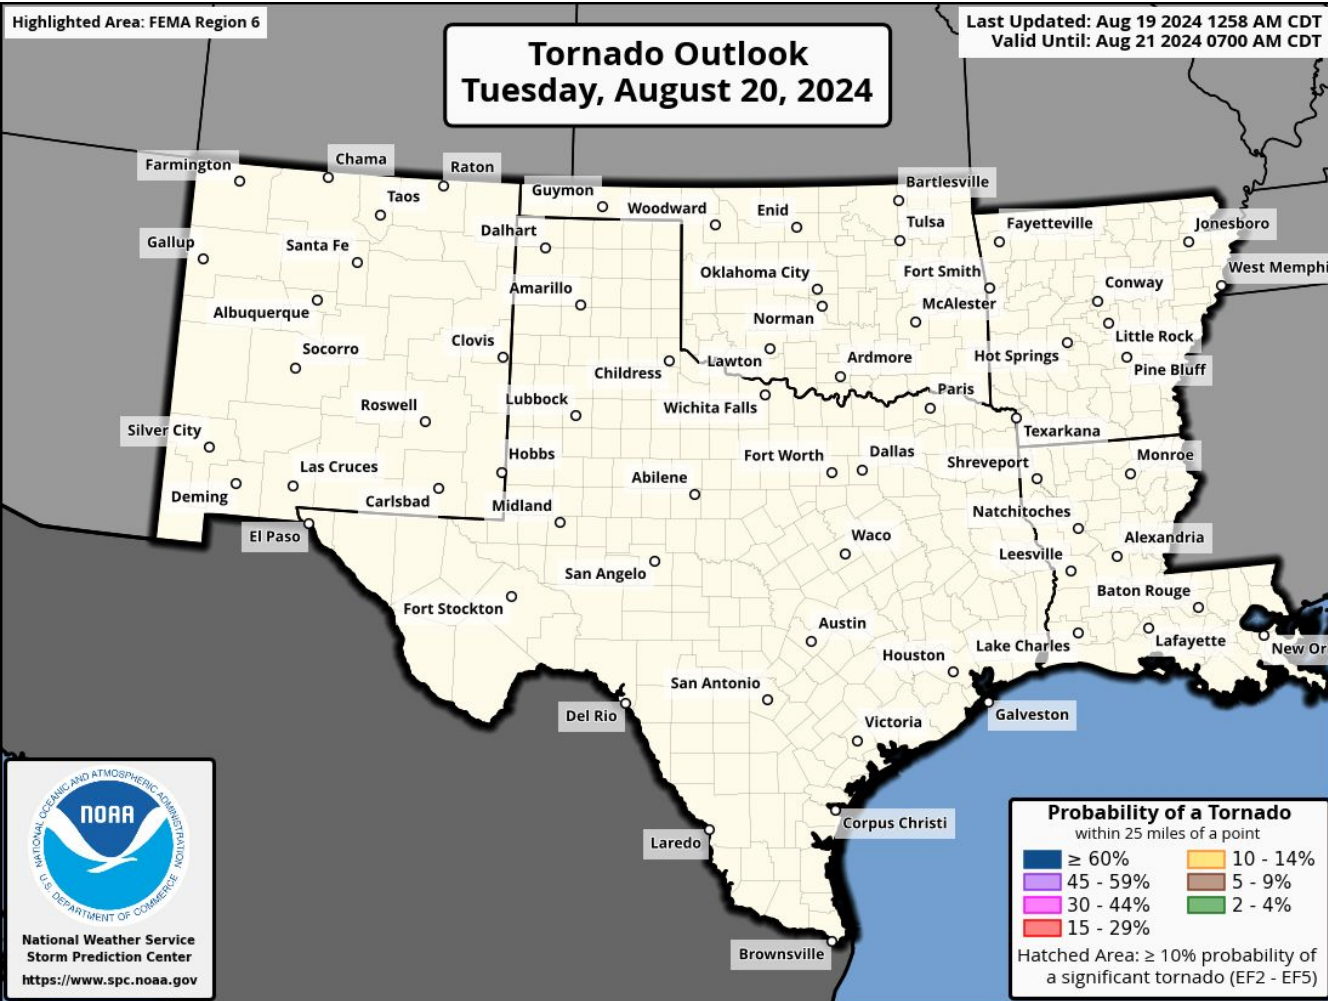 Highlighted Area: FEMA Region 6
Last Updated: Aug 19 2024 1258 AM CDT
Valid Until: Aug 21 2024 0700 AM CDT
Tornado Outlook
Tuesday, August 20, 2024
Farmington
Chama
Raton
Taos
Guymon
Woodward
Enid
Bartlesville
Tulsa
Fayetteville
Jonesboro
Gallup
Santa Fe
Dalhart
Oklahoma City
Fort Smith
West Memphi
Amarillo
Conway
Albuquerque
Norman
McAlester
Socorro
Clovis
Little Rock
Childress
Lawton
Ardmore
Hot Springs
Pine Bluff
Roswell
Lubbock
Wichita Falls
Paris
Silver City
Texarkana
Hobbs
Fort Worth
Dallas
Shreveport
Monroe
Las Cruces
Abilene
Deming
Carlsbad
Midland
Natchitoches
El Paso
Waco
Alexandria
Leesville
San Angelo
Baton Rouge
Fort Stockton
Austin
Lake Charles
Lafayette
New Or
Houston
San Antonio
Del Rio
Victoria
Galveston
Corpus Christi
Laredo
Brownsville
NATIONAL OCEANIC AND ATMOSPHERIC ADMINISTRATION
NOAA
U.S. DEPARTMENT OF COMMERCE
National Weather Service
Storm Prediction Center
https://www.spc.noaa.gov
Probability of a Tornado
within 25 miles of a point
≥ 60%
45 - 59%
30 - 44%
15 - 29%
10 - 14%
5 - 9%
2 - 4%
Hatched Area: ≥ 10% probability of
a significant tornado (EF2 - EF5)